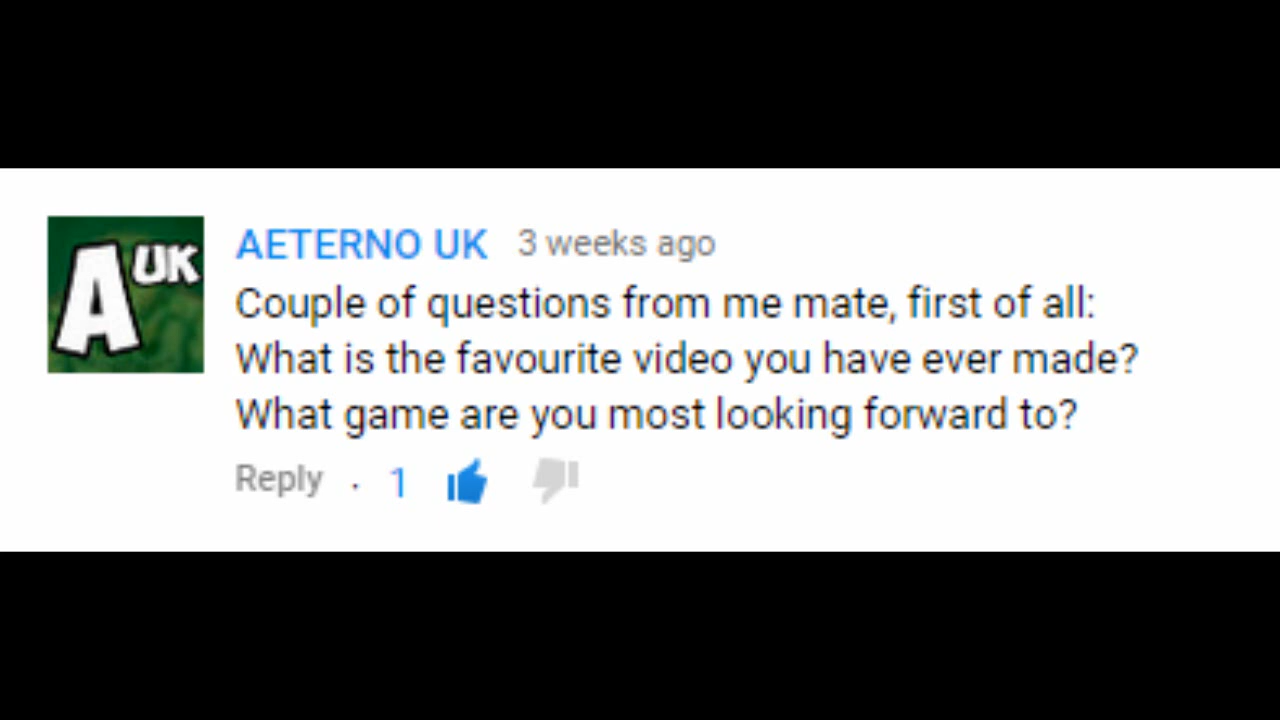 A UK
AETERNO UK 3 weeks ago
Couple of questions from me mate, first of all:
What is the favourite video you have ever made?
What game are you most looking forward to?
Reply · 1